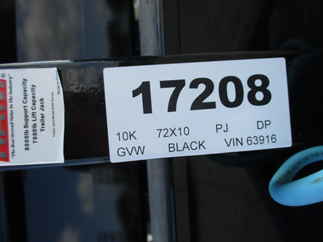 17208
10K 72X10 PJ DP
GVW BLACK VIN 63916
8000lb Support Capacity
7000lb Lift Capacity
Trailer Jack